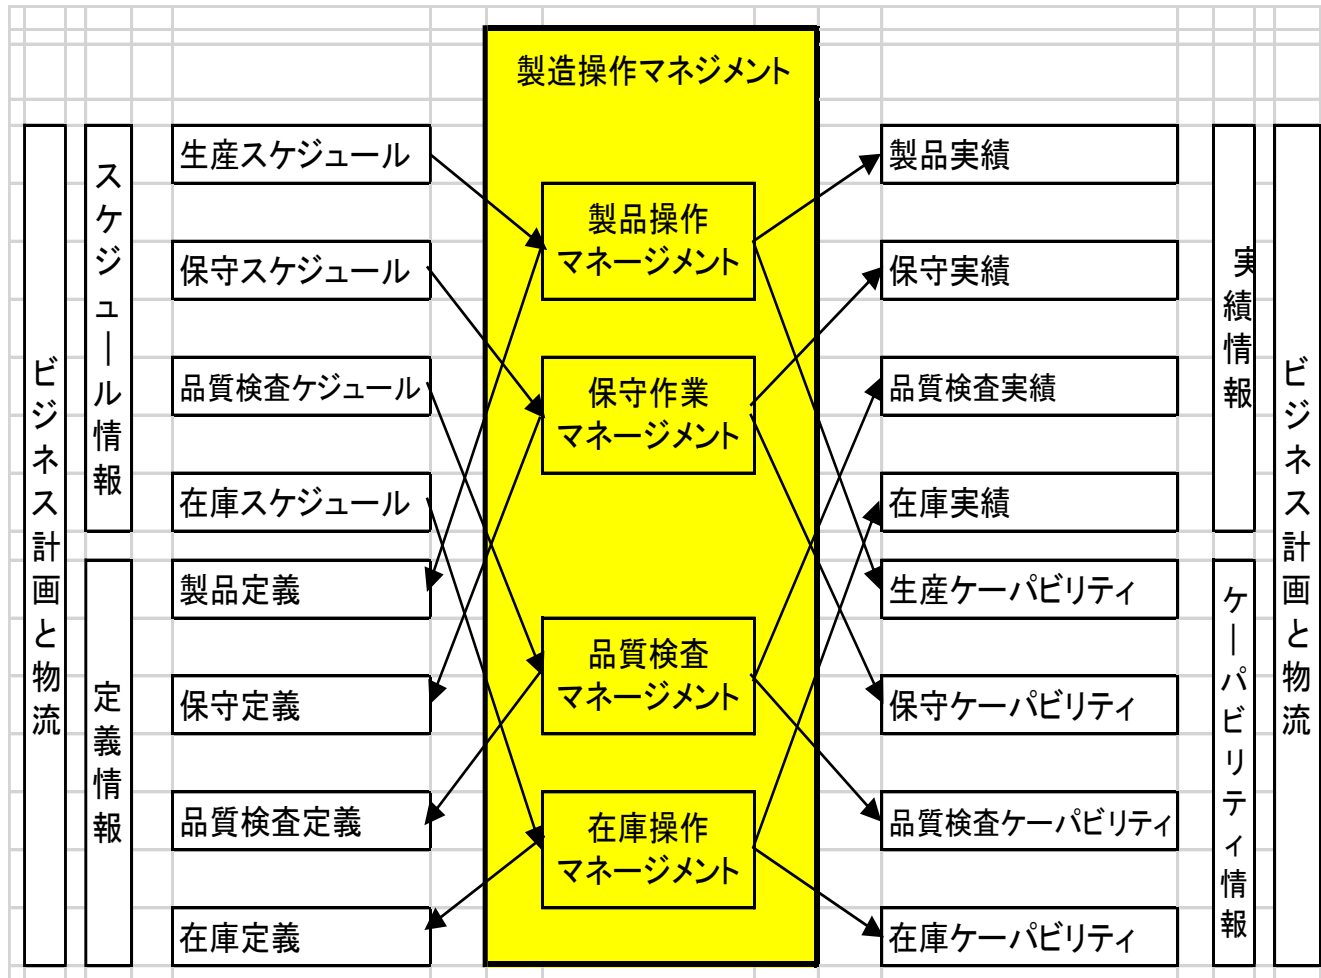 製造操作マネジメント
ビジネス計画と物流
スケジュール情報
定義情報
生産スケジュール
保守スケジュール
品質検査ケジュール
在庫スケジュール
製品定義
保守定義
品質検査定義
在庫定義
製品操作
マネージメント
保守作業
マネージメント
品質検査
マネージメント
在庫操作
マネージメント
製品実績
保守実績
品質検査実績
在庫実績
生産ケーパビリティ
保守ケーパビリティ
品質検査ケーパビリティ
在庫ケーパビリティ
実績情報
ケーパビリティ情報
ビジネス計画と物流